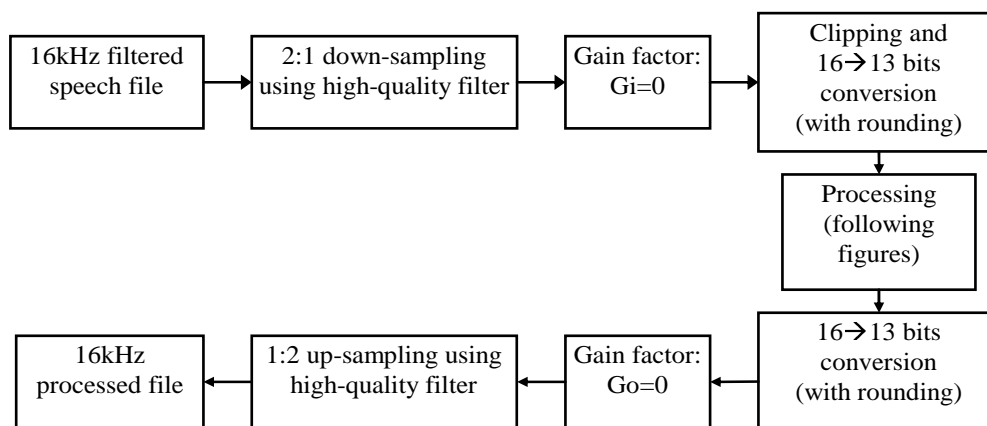 16kHz filtered
speech file
2:1 down-sampling
using high-quality filter
Gain factor:
Gi=0
Clipping and
16→13 bits
conversion
(with rounding)
Processing
(following
figures)
16→13 bits
conversion
(with rounding)
Gain factor:
Go=0
1:2 up-sampling using
high-quality filter
16kHz
processed file